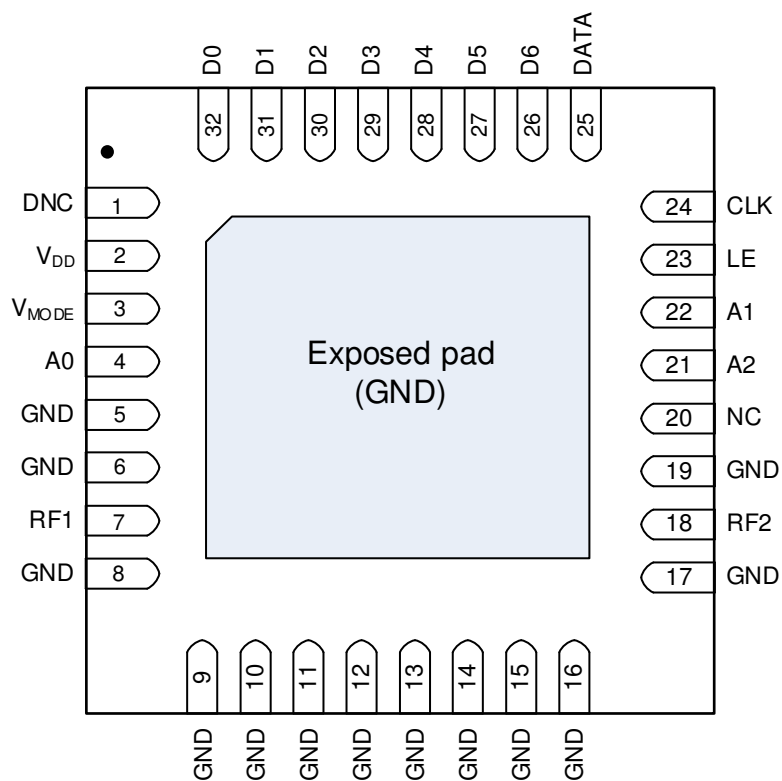 D0 D1 D2 D3 D4 D5 D6 DATA
32 31 30 29 28 27 26 25
DNC 1
VDD 2
VMODE 3
A0 4
GND 5
GND 6
RF1 7
GND 8
Exposed pad
(GND)
24 CLK
23 LE
22 A1
21 A2
20 NC
19 GND
18 RF2
17 GND
9 10 11 12 13 14 15 16
GND GND GND GND GND GND GND GND